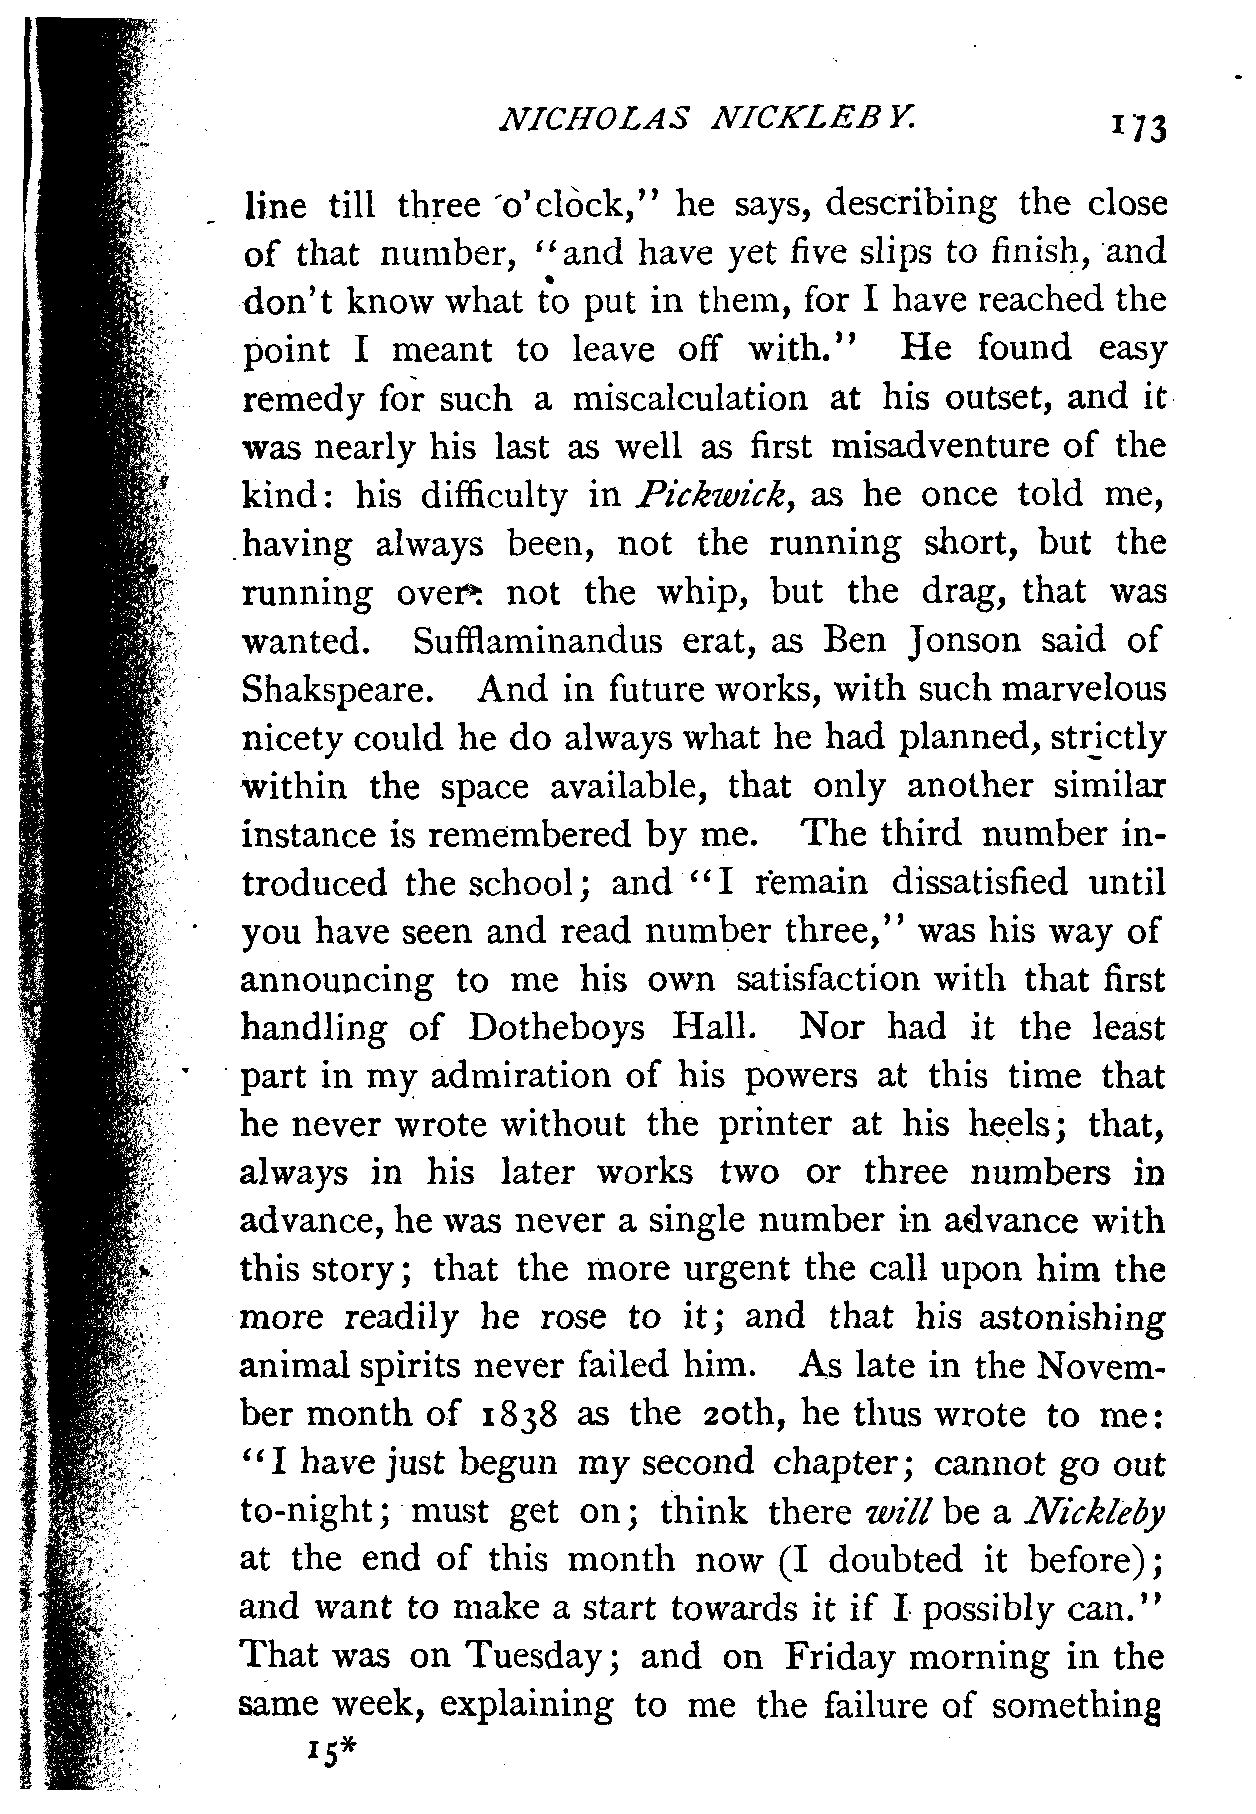 NICHOLAS NICKLEBY. 173
line till three o'clock,'' he says, describing the close
of that number, ''and have yet five slips to finish, and
don't know what to put in them, for I have reached the
point I meant to leave off with.'' He found easy
remedy for such a miscalculation at his outset, and it
was nearly his last as well as first misadventure of the
kind: his difficulty in Pickwick, as he once told me,
having always been, not the running short, but the
running over: not the whip, but the drag, that was
wanted. Sufflaminandus erat, as Ben Jonson said of
Shakspeare. And in future works, with such marvelous
nicety could he do always what he had planned, strictly
within the space available, that only another similar
instance is remembered by me. The third number in-
troduced the school; and ''I remain dissatisfied until
you have seen and read number three,'' was his way of
announcing to me his own satisfaction with that first
handling of Dotheboys Hall. Nor had it the least
part in my admiration of his powers at this time that
he never wrote without the printer at his heels; that,
always in his later works two or three numbers in
advance, he was never a single number in advance with
this story; that the more urgent the call upon him the
more readily he rose to it; and that his astonishing
animal spirits never failed him. As late in the Novem-
ber month of 1838 as the 20th, he thus wrote to me:
''I have just begun my second chapter; cannot go out
to-night; must get on; think there will be a Nickleby
at the end of this month now (I doubted it before);
and want to make a start towards it if I possibly can.''
That was on Tuesday; and on Friday morning in the
same week, explaining to me the failure of something
15*